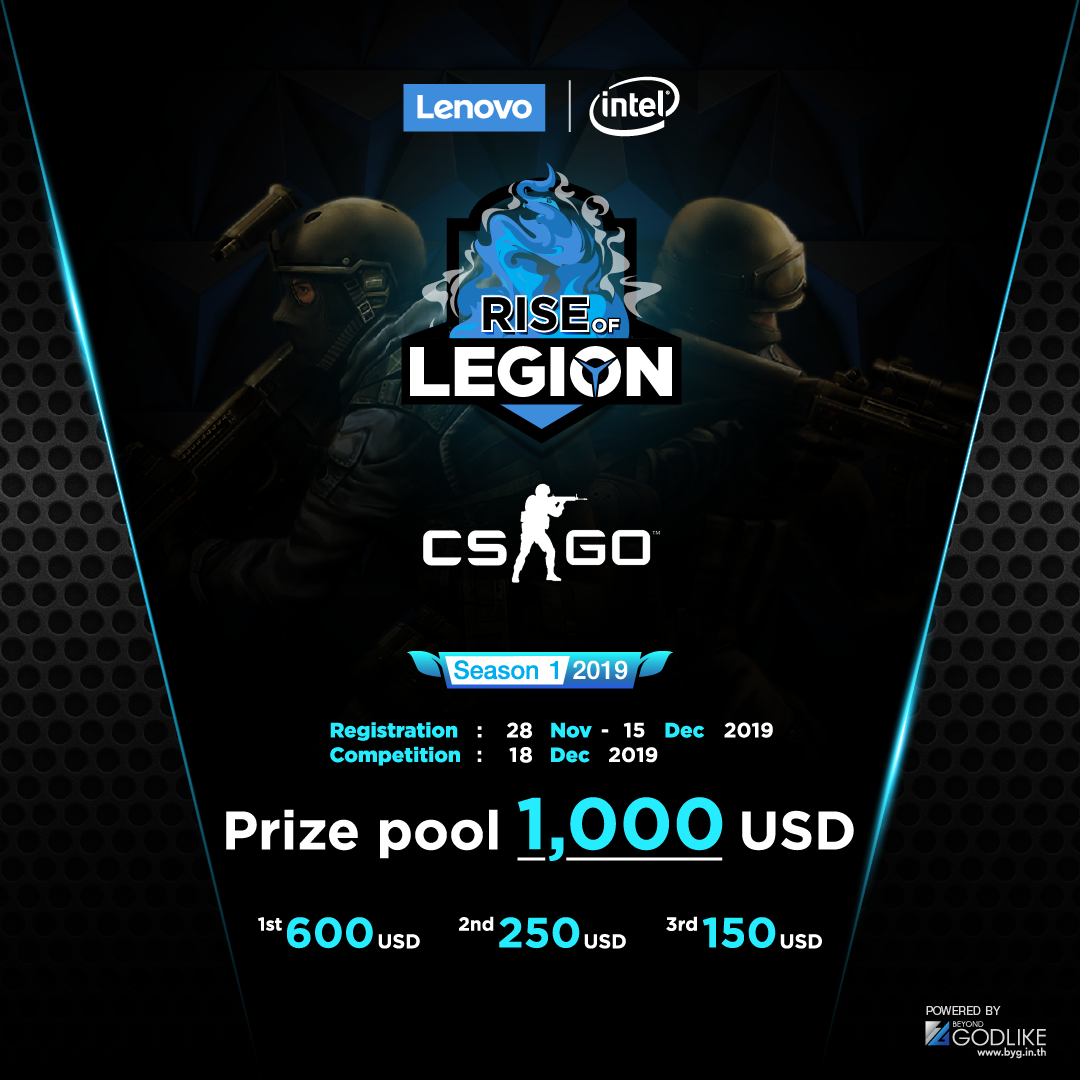 Lenovo intel
RISE OF
LEGION
CS GO™
Season 1 2019
Registration : 28 Nov - 15 Dec 2019
Competition : 18 Dec 2019
Prize pool 1,000 USD
1st 600 USD 2nd 250 USD 3rd 150 USD
POWERED BY
BEYOND
GODLIKE
www.byg.in.th